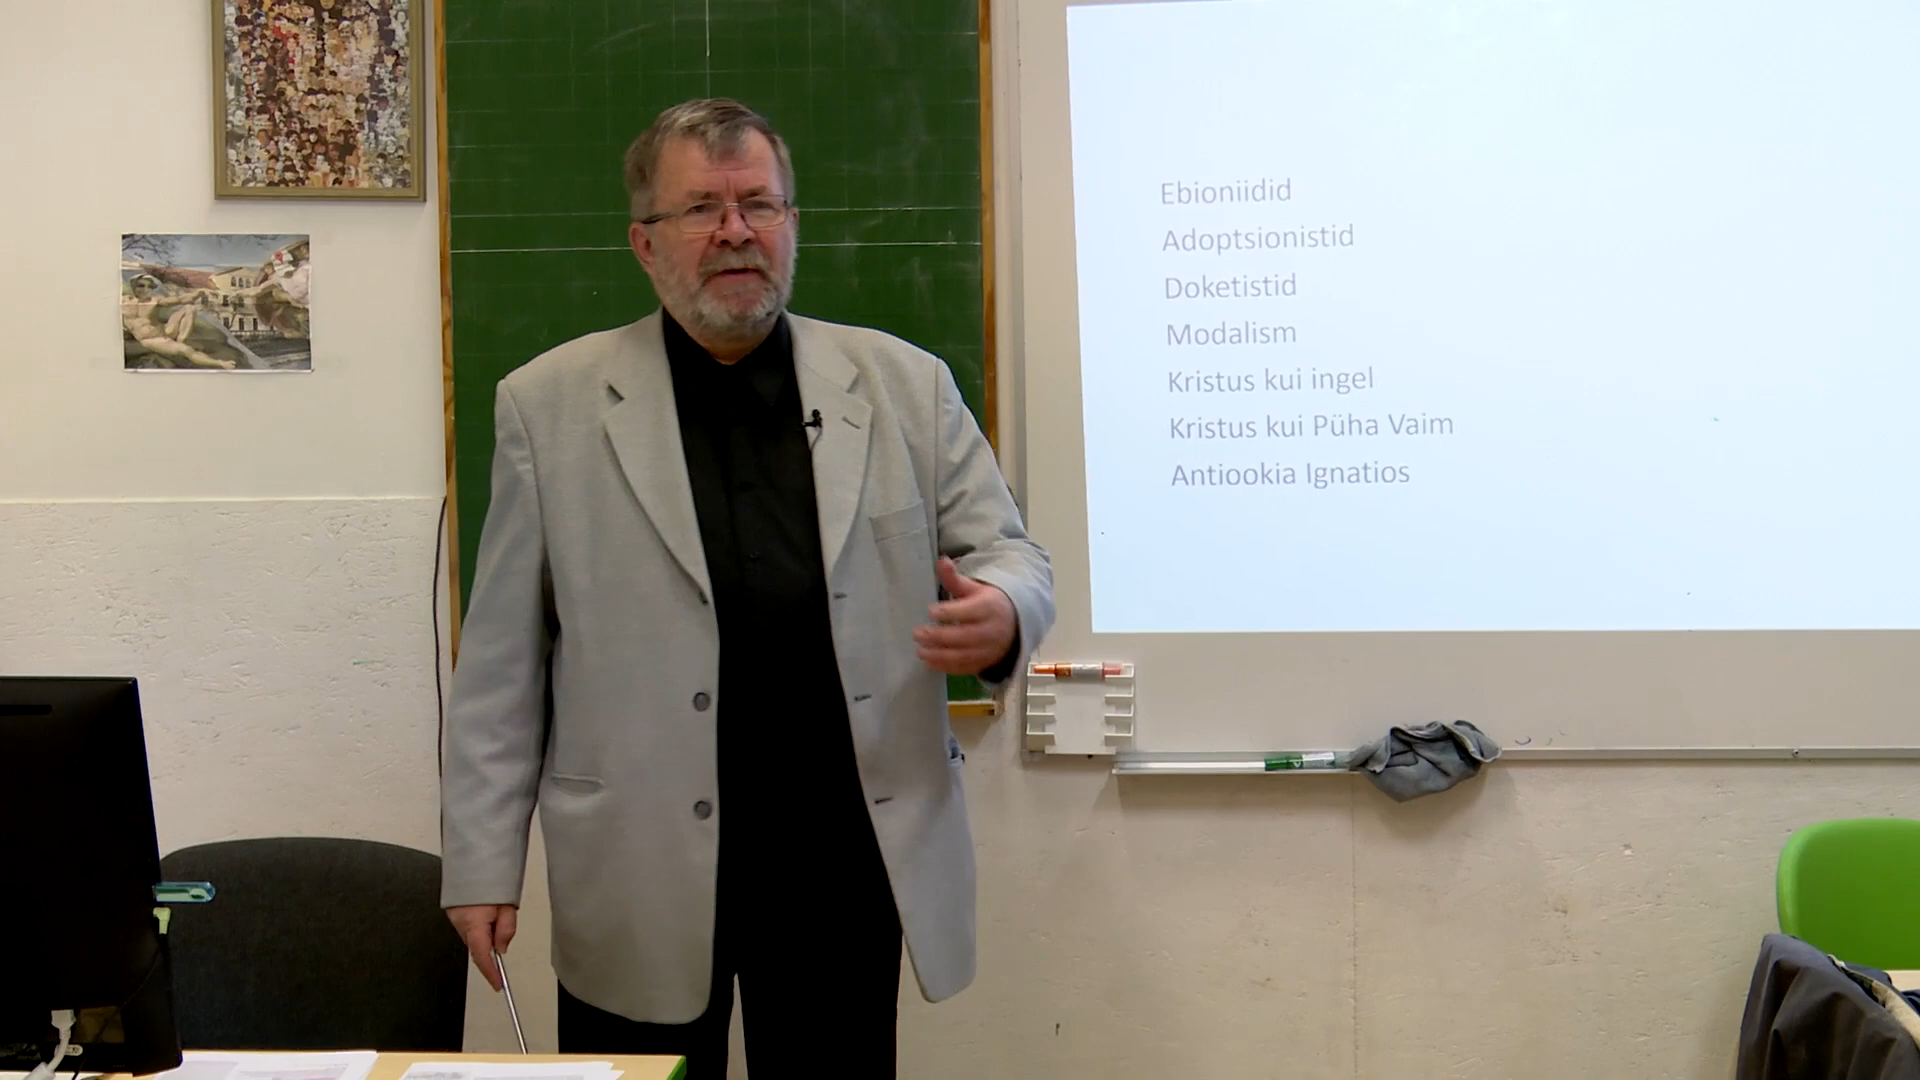 Ebioniidid
Adoptsionistid
Doketistid
Modalism
Kristus kui ingel
Kristus kui Püha Vaim
Antiookia Ignatios